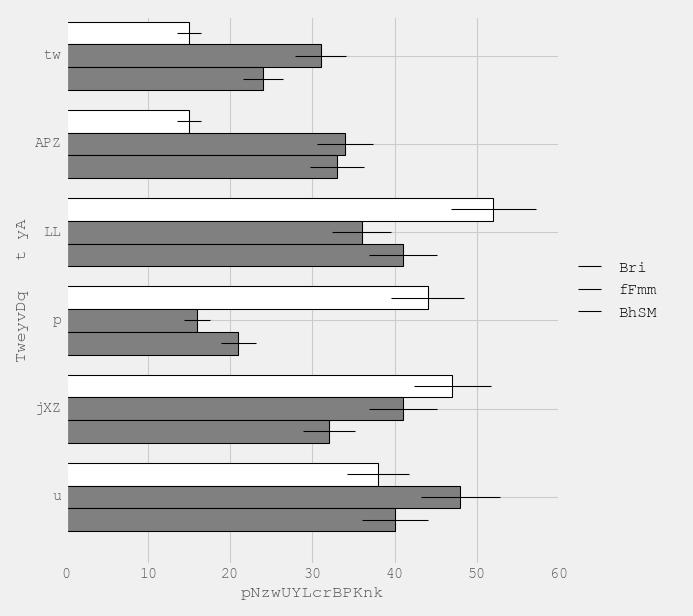 tw
APZ
LL
p
jXZ
u
TweyvDq  t yA
0 10 20 30 40 50 60
pNzwUYLcrBPKnk
Bri
fFmm
BhSM